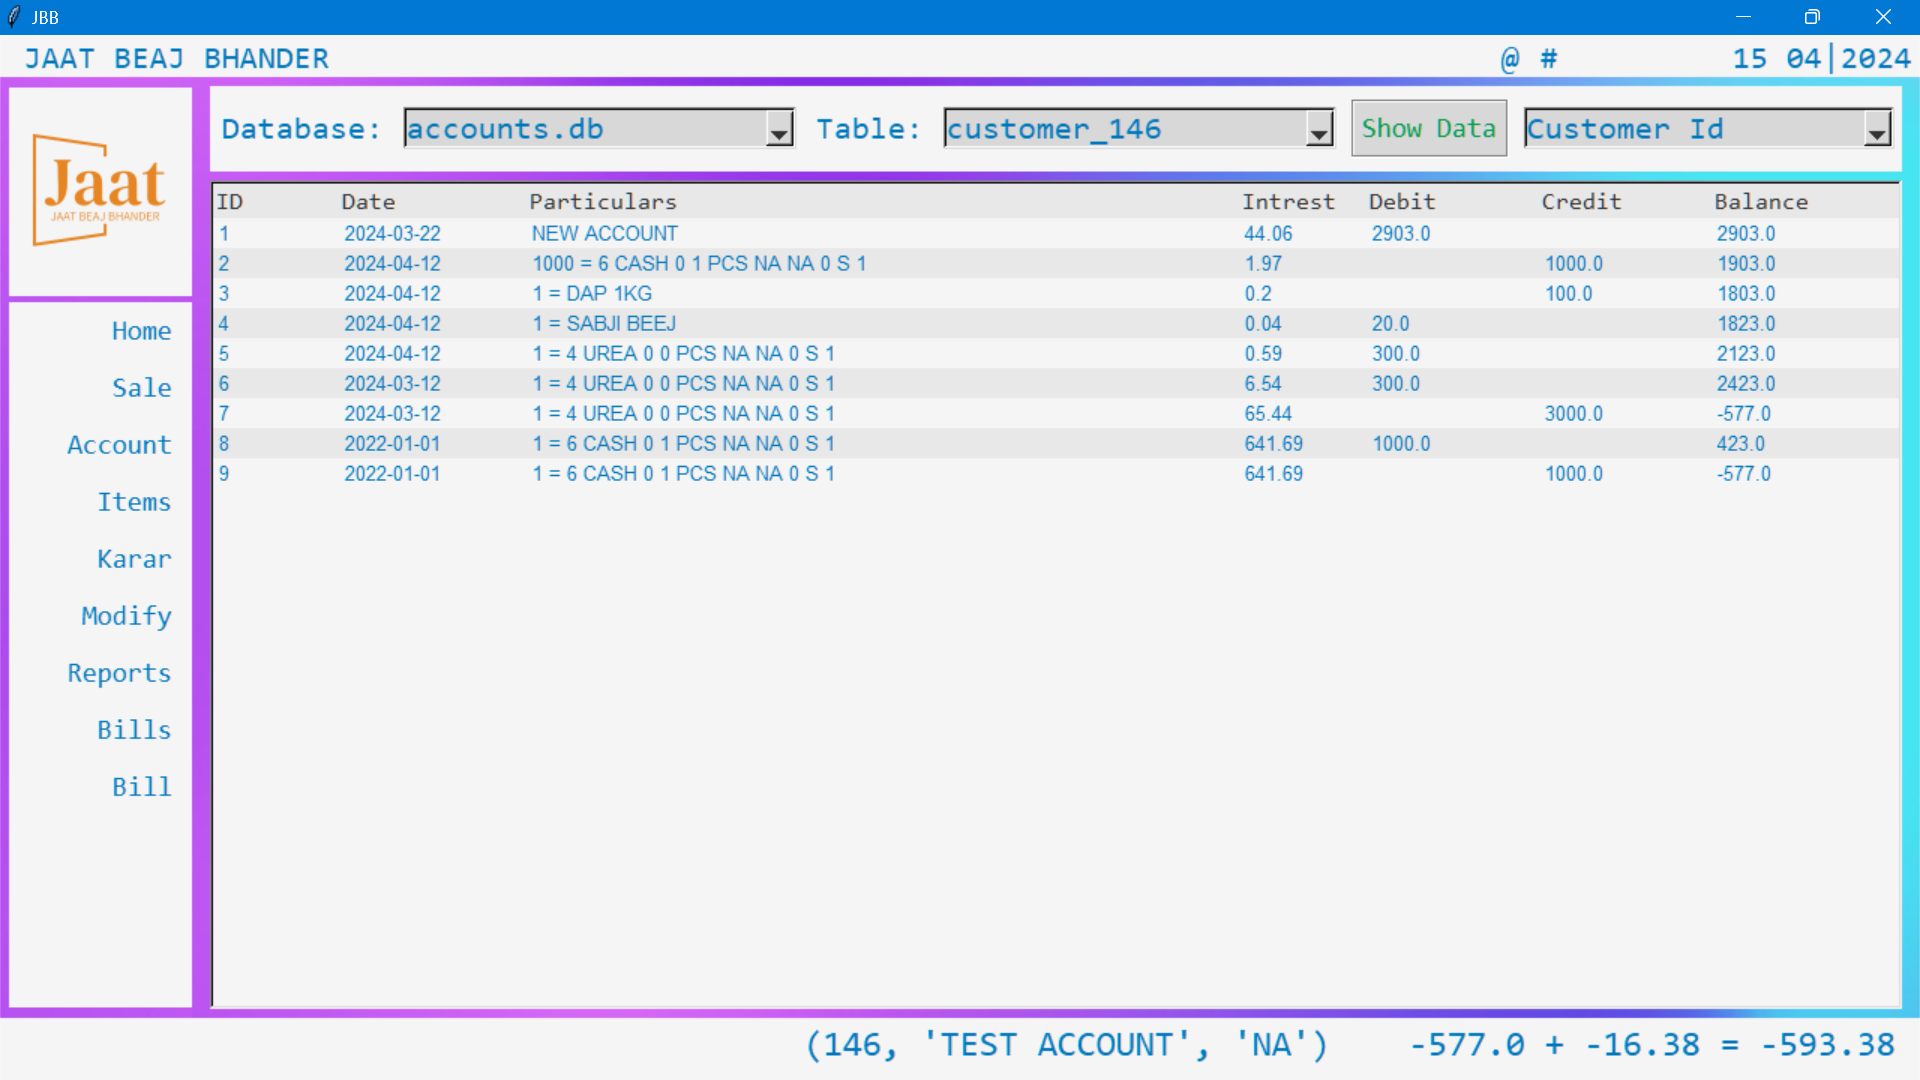 JBB
JAAT BEAJ BHANDER @ # 15 04|2024
Jaat
JAAT BEAJ BHANDER
Database: accounts.db Table: customer_146 Show Data Customer Id
ID Date Particulars Intrest Debit Credit Balance
1 2024-03-22 NEW ACCOUNT 44.06 2903.0 2903.0
2 2024-04-12 1000 = 6 CASH 0 1 PCS NA NA 0 S 1 1.97 1000.0 1903.0
3 2024-04-12 1 = DAP 1KG 0.2 100.0 1803.0
4 2024-04-12 1 = SABJI BEEJ 0.04 20.0 1823.0
5 2024-04-12 1 = 4 UREA 0 0 PCS NA NA 0 S 1 0.59 300.0 2123.0
6 2024-03-12 1 = 4 UREA 0 0 PCS NA NA 0 S 1 6.54 300.0 2423.0
7 2024-03-12 1 = 4 UREA 0 0 PCS NA NA 0 S 1 65.44 3000.0 -577.0
8 2022-01-01 1 = 6 CASH 0 1 PCS NA NA 0 S 1 641.69 1000.0 423.0
9 2022-01-01 1 = 6 CASH 0 1 PCS NA NA 0 S 1 641.69 1000.0 -577.0
Home
Sale
Account
Items
Karar
Modify
Reports
Bills
Bill
(146, 'TEST ACCOUNT', 'NA') -577.0 + -16.38 = -593.38